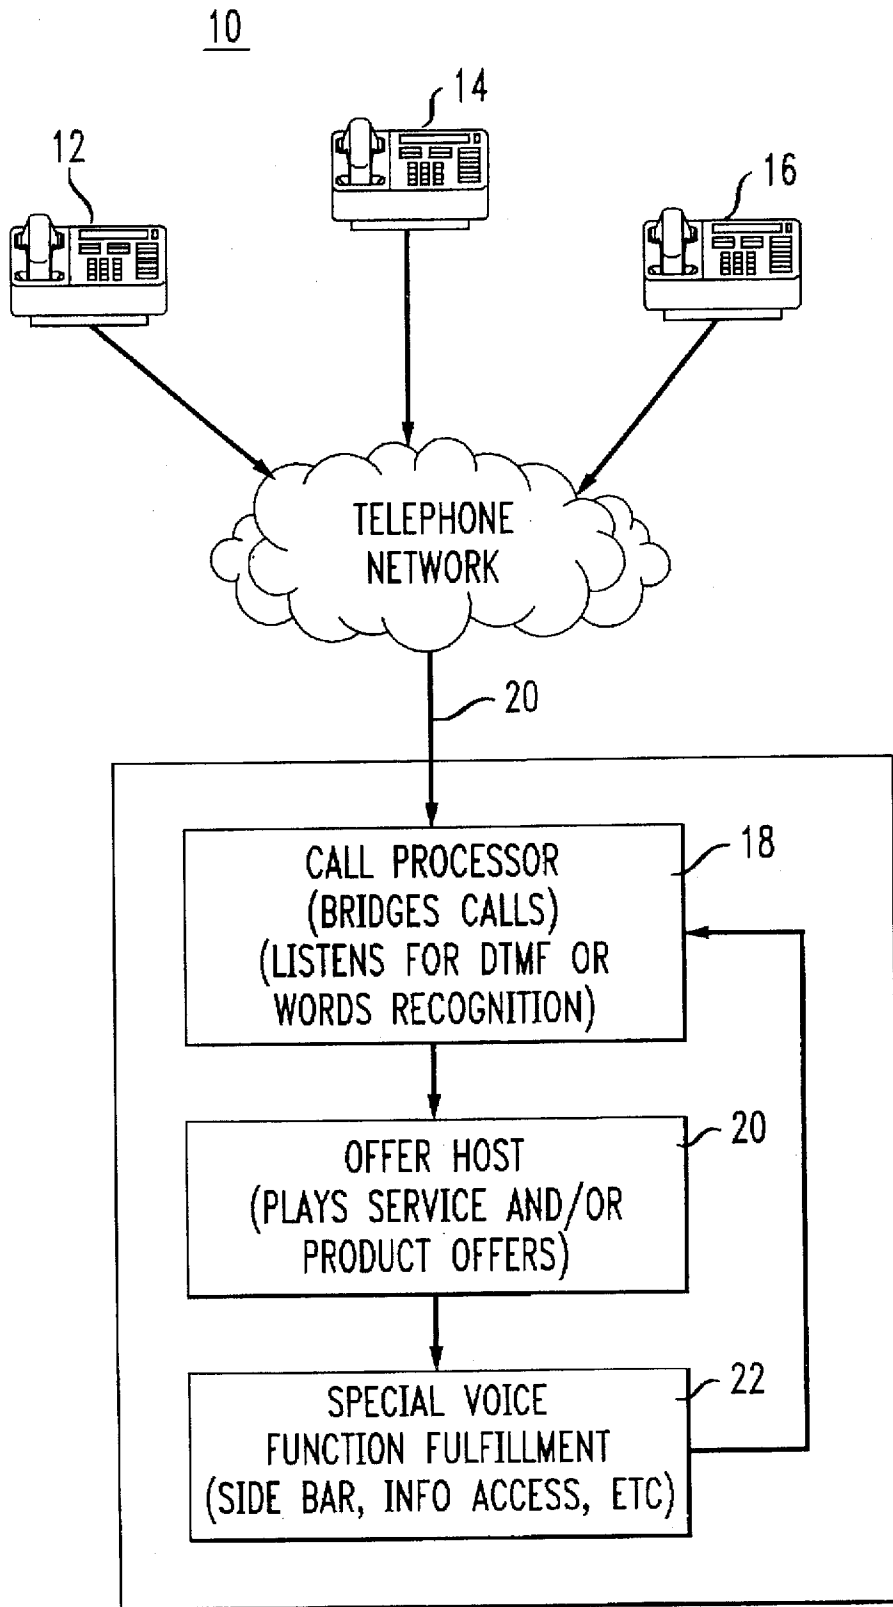 10
14
12
16
TELEPHONE
NETWORK
20
18
CALL PROCESSOR
(BRIDGES CALLS)
(LISTENS FOR DTMF OR
WORDS RECOGNITION)
20
OFFER HOST
(PLAYS SERVICE AND/OR
PRODUCT OFFERS)
22
SPECIAL VOICE
FUNCTION FULFILLMENT
(SIDE BAR, INFO ACCESS, ETC)